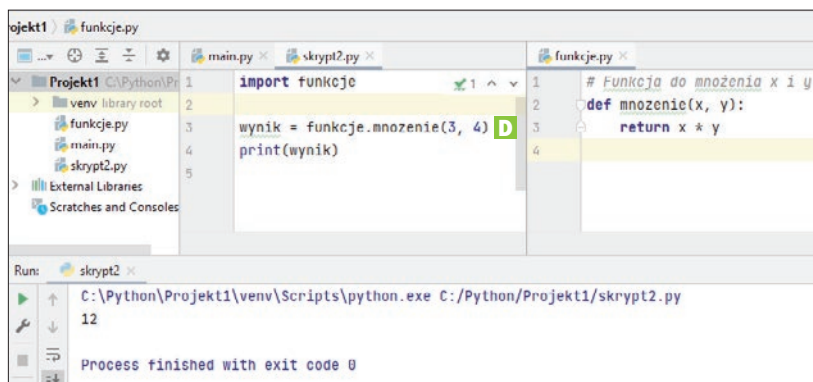 ojekt1 funkcje.py
Projekt1 C:\Python\Pr
venv library root
funkcje.py
main.py
skrypt2.py
External Libraries
Scratches and Consoles
main.py skrypt2.py
1 import funkcje 1
2
3 wynik = funkcje.mnozenie(3, 4) D
4 print(wynik)
5
funkcje.py
1 # Funkcja do mnożenia x i y
2 def mnozenie(x, y):
3 return x * y
4
Run: skrypt2
C:\Python\Projekt1\venv\Scripts\python.exe C:/Python/Projekt1/skrypt2.py
12
Process finished with exit code 0